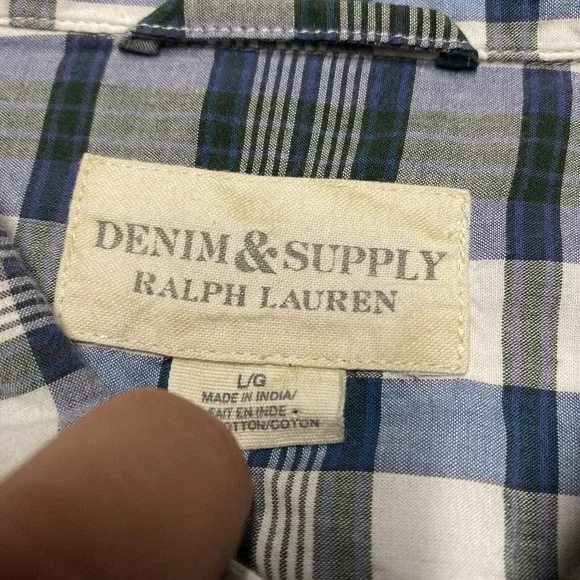 DENIM & SUPPLY
RALPH LAUREN
L/G
MADE IN INDIA/
FAIT EN INDE
COTTON/COTON